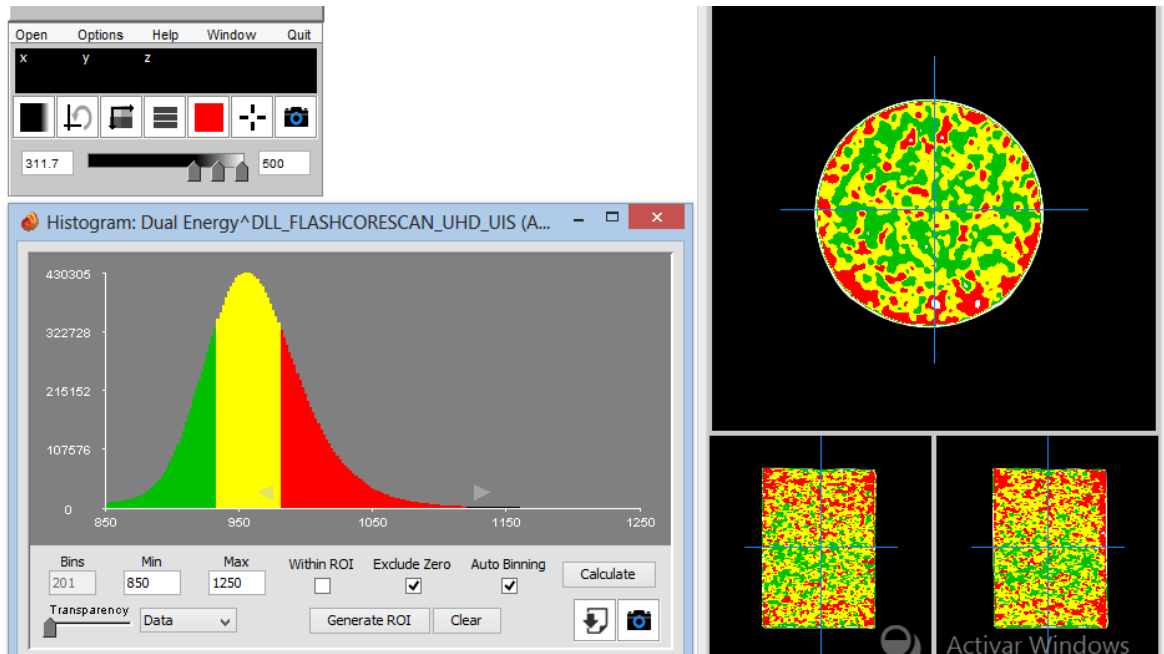 Open Options Help Window Quit
x y z
311.7 500
Histogram: Dual Energy^DLL_FLASHCORESCAN_UHD_UIS (A...
430305
322728
215152
107576
0
850 950 1050 1150 1250
Bins Min Max Within ROI Exclude Zero Auto Binning
201 850 1250 Calculate
Transparency
Data Generate ROI Clear
Activar Windows